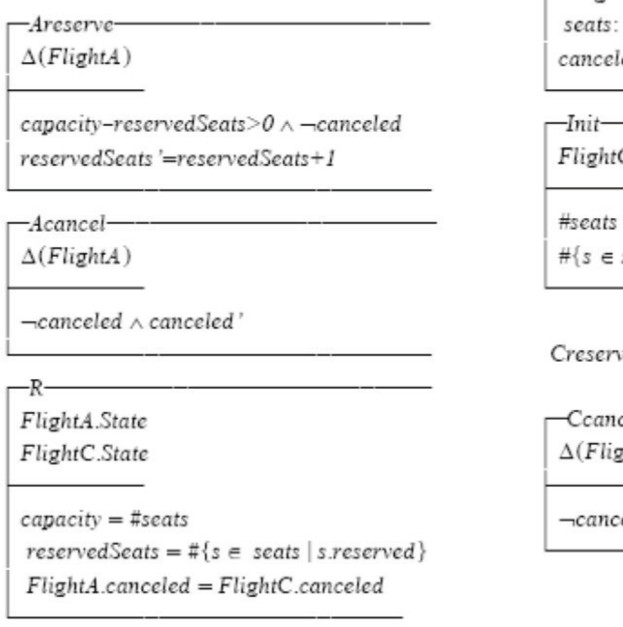 Areserve
Δ(FlightA)
capacity–reservedSeats>0 ∧ ¬canceled
reservedSeats'=reservedSeats+1
Acancel
Δ(FlightA)
¬canceled ∧ canceled'
R
FlightA.State
FlightC.State
capacity = #seats
reservedSeats = #{s ∈ seats | s.reserved}
FlightA.canceled = FlightC.canceled
seats:
Init
#seats
#{s ∈